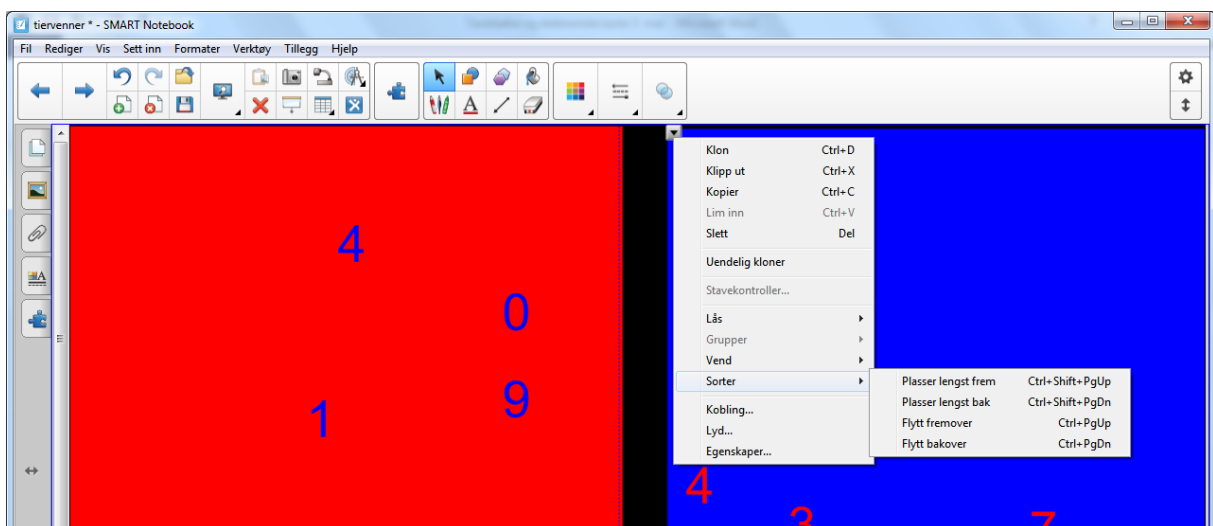 tiervenner * - SMART Notebook
Fil Rediger Vis Sett inn Formater Verktøy Tillegg Hjelp
4
0
9
1
Klon Ctrl+D
Klipp ut Ctrl+X
Kopier Ctrl+C
Lim inn Ctrl+V
Slett Del
Uendelig kloner
Stavekontroller...
Lås
Grupper
Vend
Sorter
Plasser lengst frem Ctrl+Shift+PgUp
Plasser lengst bak Ctrl+Shift+PgDn
Flytt fremover Ctrl+PgUp
Flytt bakover Ctrl+PgDn
Kobling...
Lyd...
Egenskaper...
4
3
7